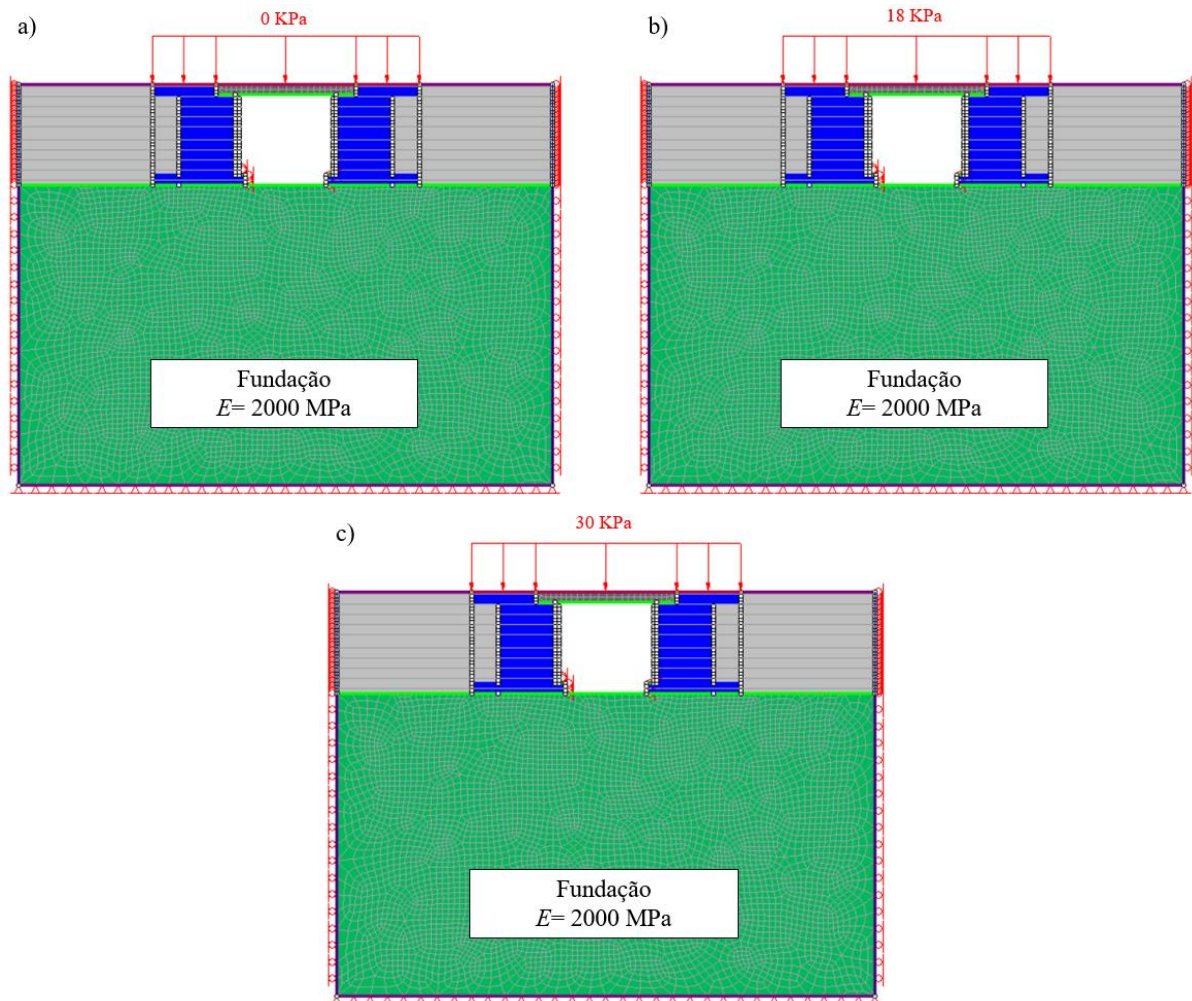 a)
0 KPa
Fundação
E= 2000 MPa
b)
18 KPa
Fundação
E= 2000 MPa
c)
30 KPa
Fundação
E= 2000 MPa